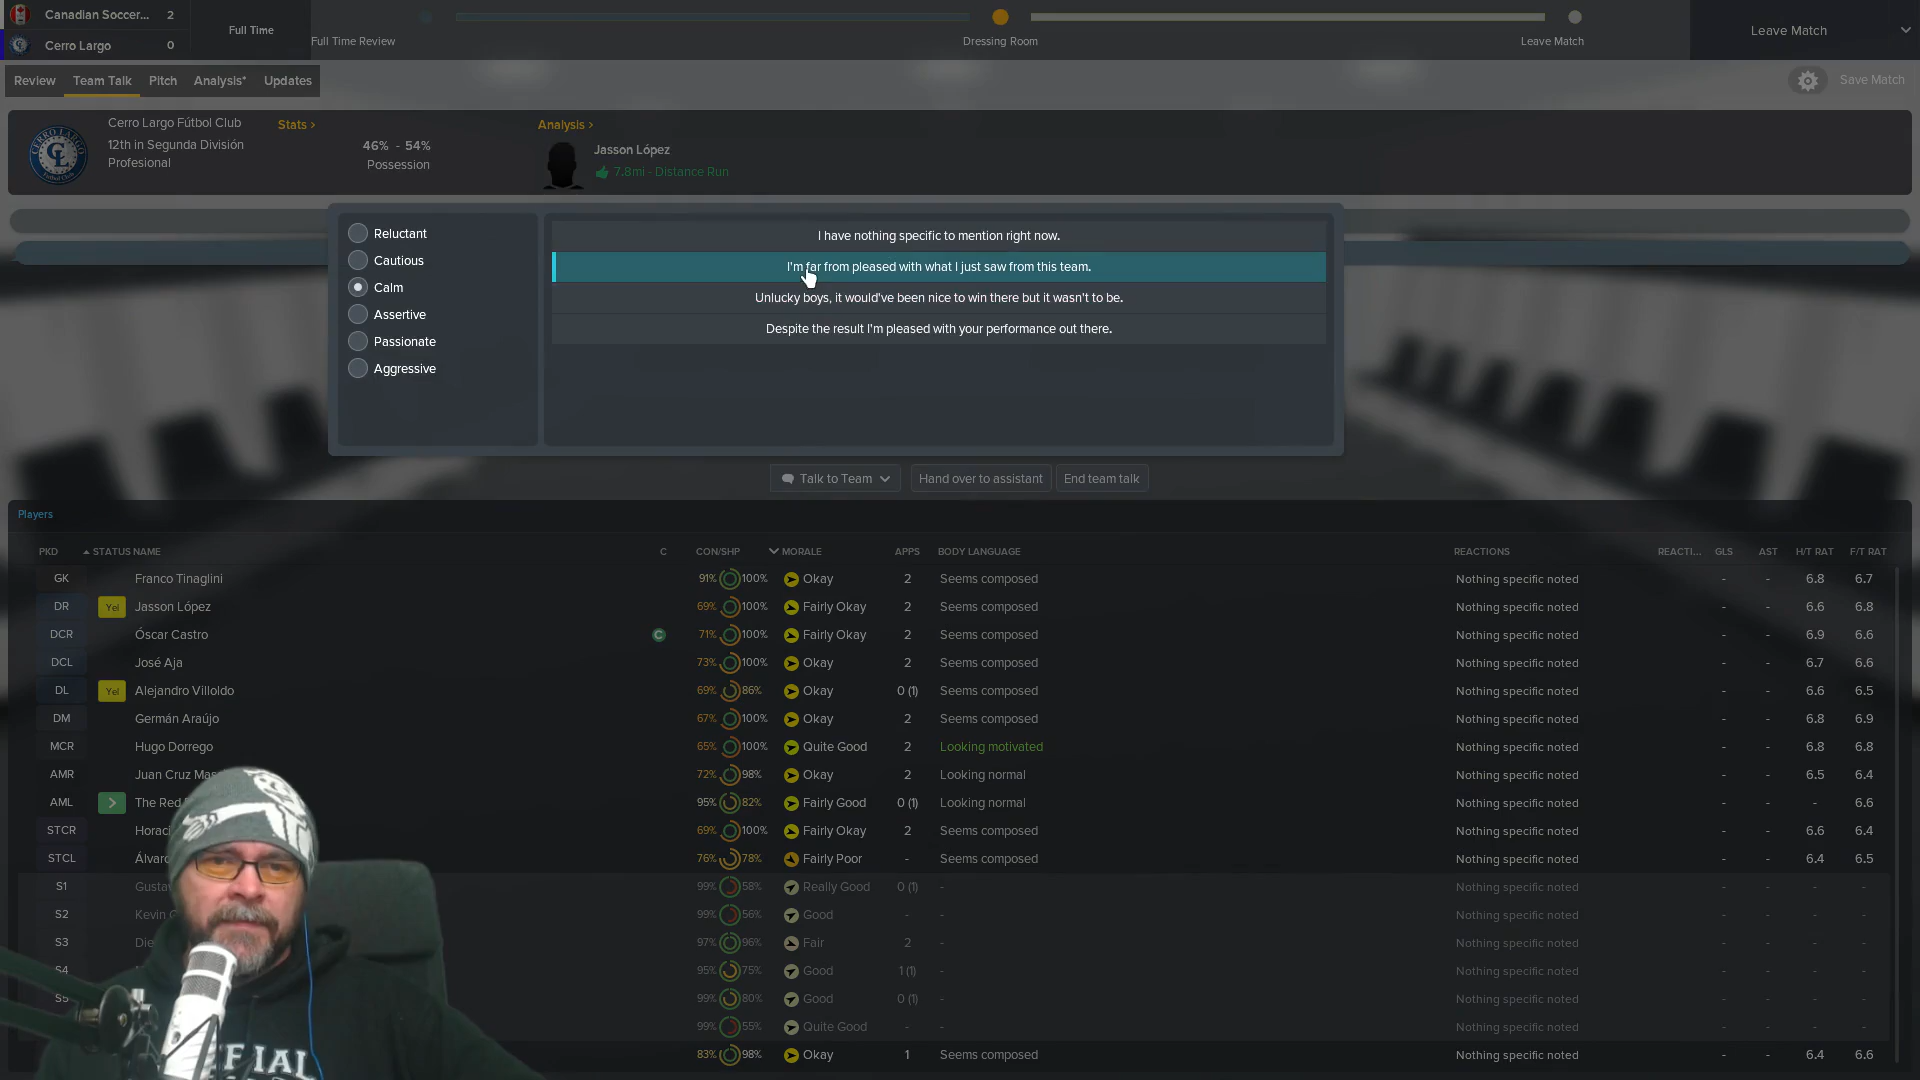 Canadian Soccer... 2
Cerro Largo 0
Full Time
Full Time Review
Dressing Room
Leave Match
Leave Match
Review Team Talk Pitch Analysis* Updates
Save Match
Cerro Largo Fútbol Club
12th in Segunda División
Profesional
Stats ›
46% - 54%
Possession
Analysis ›
Jasson López
7.8mi - Distance Run
Reluctant
Cautious
Calm
Assertive
Passionate
Aggressive
I have nothing specific to mention right now.
I'm far from pleased with what I just saw from this team.
Unlucky boys, it would've been nice to win there but it wasn't to be.
Despite the result I'm pleased with your performance out there.
Talk to Team Hand over to assistant End team talk
Players
PKD STATUS NAME C CON/SHP MORALE APPS BODY LANGUAGE REACTIONS REACTI... GLS AST H/T RAT F/T RAT
GK Franco Tinaglini 91% 100% Okay 2 Seems composed Nothing specific noted - - 6.8 6.7
DR Yel Jasson López 69% 100% Fairly Okay 2 Seems composed Nothing specific noted - - 6.6 6.8
DCR Óscar Castro C 71% 100% Fairly Okay 2 Seems composed Nothing specific noted - - 6.9 6.6
DCL José Aja 73% 100% Okay 2 Seems composed Nothing specific noted - - 6.7 6.6
DL Yel Alejandro Villoldo 69% 86% Okay 0 (1) Seems composed Nothing specific noted - - 6.6 6.5
DM Germán Araújo 67% 100% Okay 2 Seems composed Nothing specific noted - - 6.8 6.9
MCR Hugo Dorrego 65% 100% Quite Good 2 Looking motivated Nothing specific noted - - 6.8 6.8
AMR Juan Cruz Mas 72% 98% Okay 2 Looking normal Nothing specific noted - - 6.5 6.4
AML The Red 95% 82% Fairly Good 0 (1) Looking normal Nothing specific noted - - - 6.6
STCR Horaci 69% 100% Fairly Okay 2 Seems composed Nothing specific noted - - 6.6 6.4
STCL Álvaro 76% 78% Fairly Poor - Seems composed Nothing specific noted - - 6.4 6.5
S1 Gusta 99% 58% Really Good 0 (1) - Nothing specific noted - - - -
S2 Kevin 99% 56% Good - - Nothing specific noted - - - -
S3 Die 97% 96% Fair 2 - Nothing specific noted - - - -
S4 95% 75% Good 1 (1) - Nothing specific noted - - - -
S5 99% 80% Good 0 (1) - Nothing specific noted - - - -
99% 55% Quite Good - - Nothing specific noted - - - -
83% 98% Okay 1 Seems composed Nothing specific noted - - 6.4 6.6